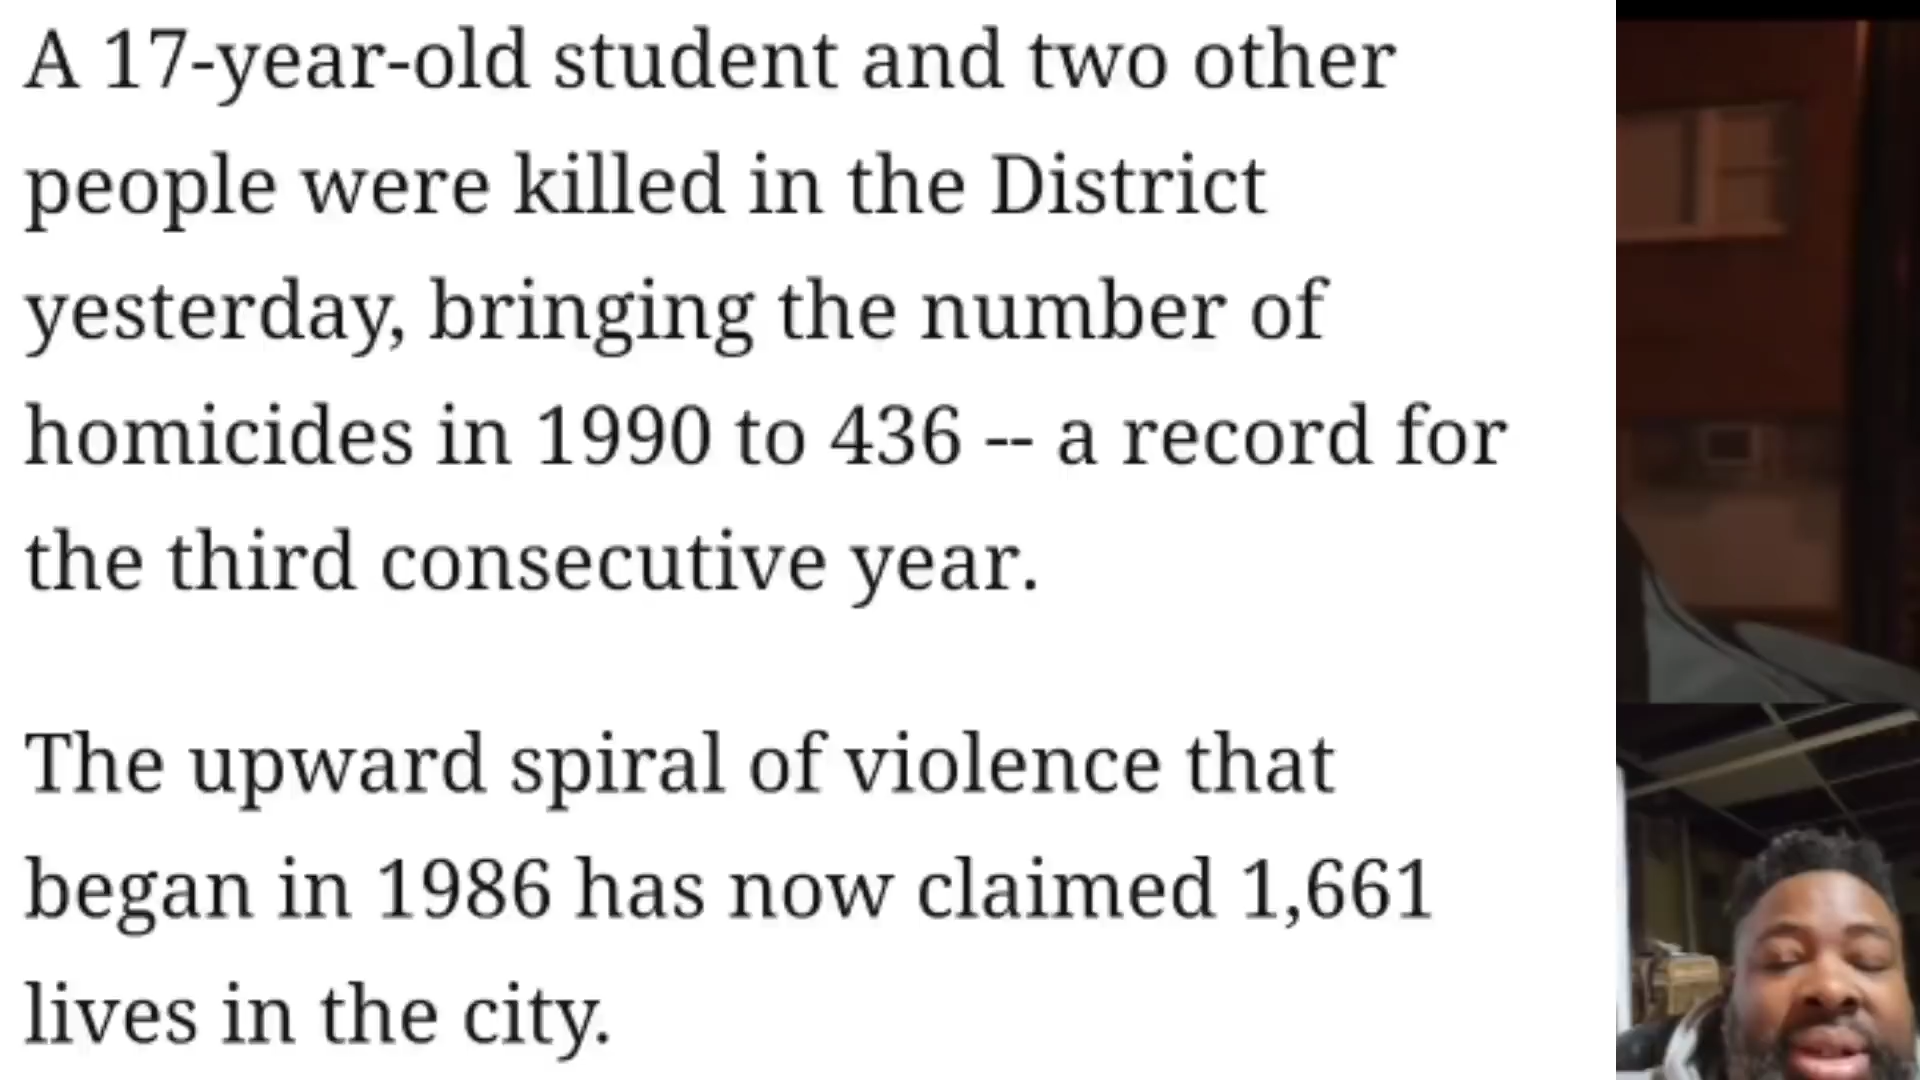 A 17-year-old student and two other
people were killed in the District
yesterday, bringing the number of
homicides in 1990 to 436 -- a record for
the third consecutive year.
The upward spiral of violence that
began in 1986 has now claimed 1,661
lives in the city.